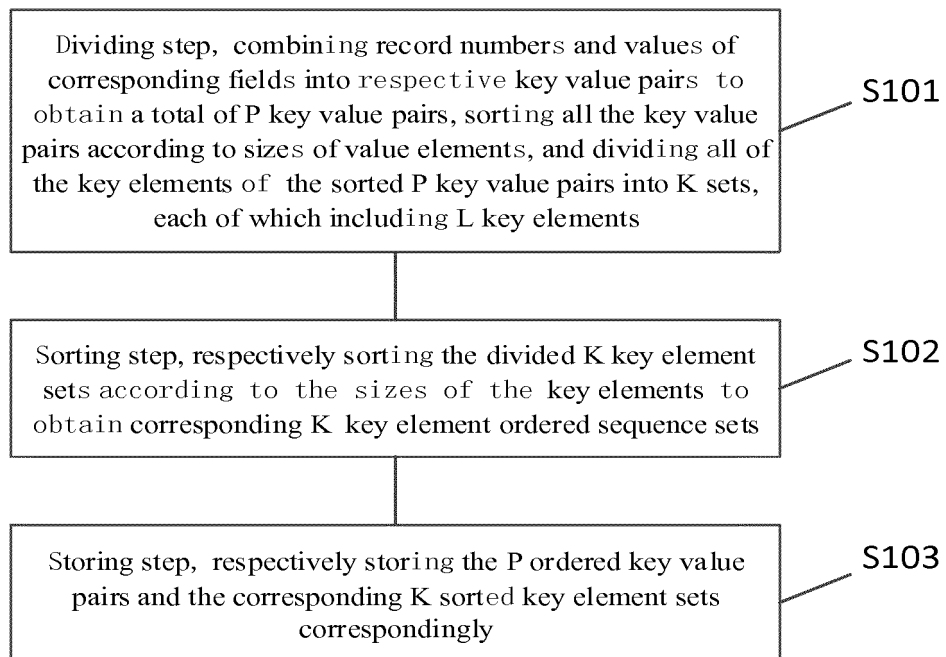 Dividing step, combining record numbers and values of
corresponding fields into respective key value pairs to
obtain a total of P key value pairs, sorting all the key value
pairs according to sizes of value elements, and dividing all of
the key elements of the sorted P key value pairs into K sets,
each of which including L key elements
S101
Sorting step, respectively sorting the divided K key element
sets according to the sizes of the key elements to
obtain corresponding K key element ordered sequence sets
S102
Storing step, respectively storing the P ordered key value
pairs and the corresponding K sorted key element sets
correspondingly
S103